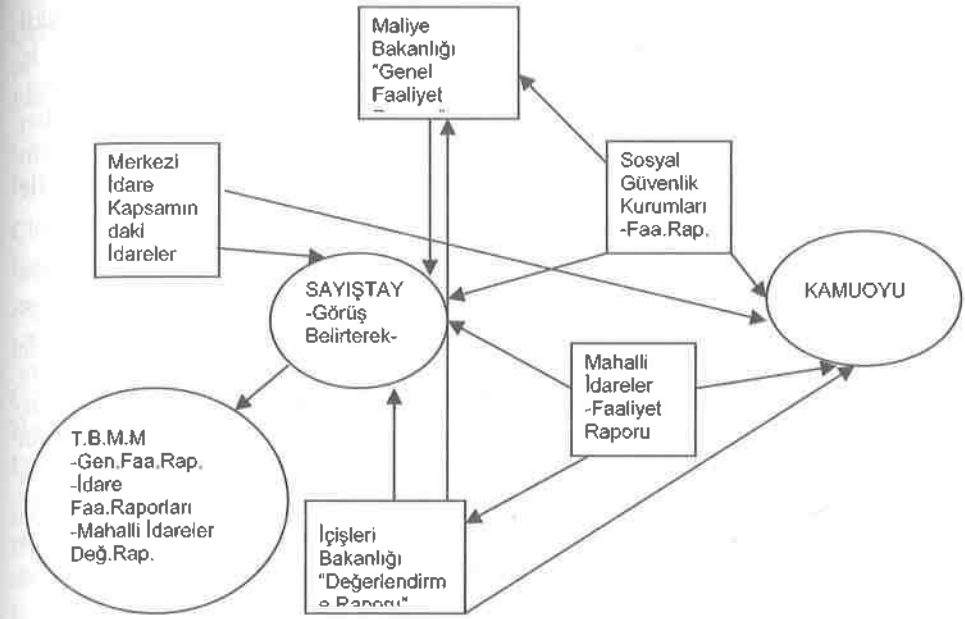 Maliye
Bakanlığı
"Genel
Faaliyet
Merkezi
İdare
Kapsamın
daki
İdareler
Sosyal
Güvenlik
Kurumları
-Faa.Rap.
SAYIŞTAY
-Görüş
Belirterek-
KAMUOYU
Mahalli
İdareler
-Faaliyet
Raporu
T.B.M.M
-Gen.Faa.Rap.
-İdare
Faa.Raporları
-Mahalli İdareler
Değ.Rap.
İçişleri
Bakanlığı
"Değerlendirm
e Raporu"